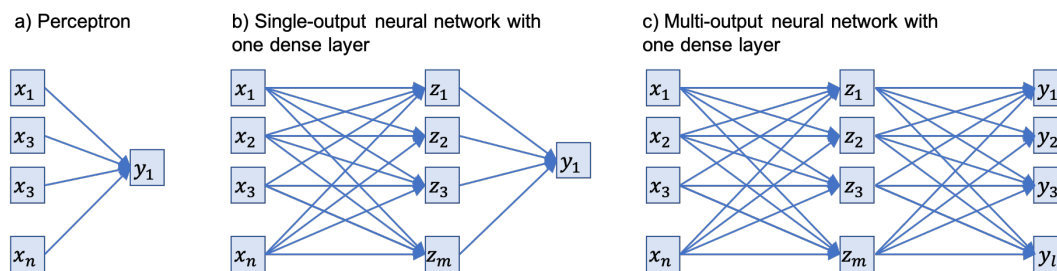 a) Perceptron
b) Single-output neural network with
one dense layer
c) Multi-output neural network with
one dense layer
x₁
x₃
x₃
xₙ
y₁
x₁
x₂
x₃
xₙ
z₁
z₂
z₃
zₘ
y₁
x₁
x₂
x₃
xₙ
z₁
z₂
z₃
zₘ
y₁
y₂
y₃
yₗ